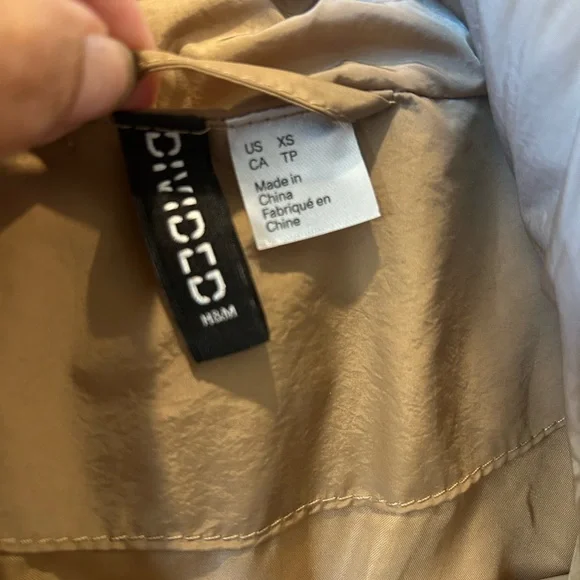 DIVIDED
H&M
US XS
CA TP
Made in
China
Fabriqué en
Chine